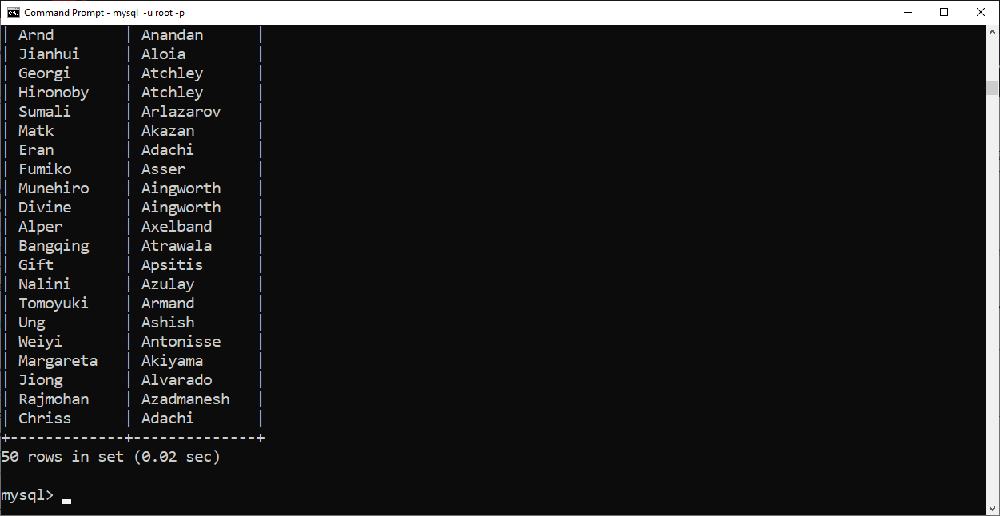 Command Prompt - mysql -u root -p
| Arnd | Anandan |
| Jianhui | Aloia |
| Georgi | Atchley |
| Hironoby | Atchley |
| Sumali | Arlazarov |
| Matk | Akazan |
| Eran | Adachi |
| Fumiko | Asser |
| Munehiro | Aingworth |
| Divine | Aingworth |
| Alper | Axelband |
| Bangqing | Atrawala |
| Gift | Apsitis |
| Nalini | Azulay |
| Tomoyuki | Armand |
| Ung | Ashish |
| Weiyi | Antonisse |
| Margareta | Akiyama |
| Jiong | Alvarado |
| Rajmohan | Azadmanesh |
| Chriss | Adachi |
+-------------+--------------+
50 rows in set (0.02 sec)
mysql>